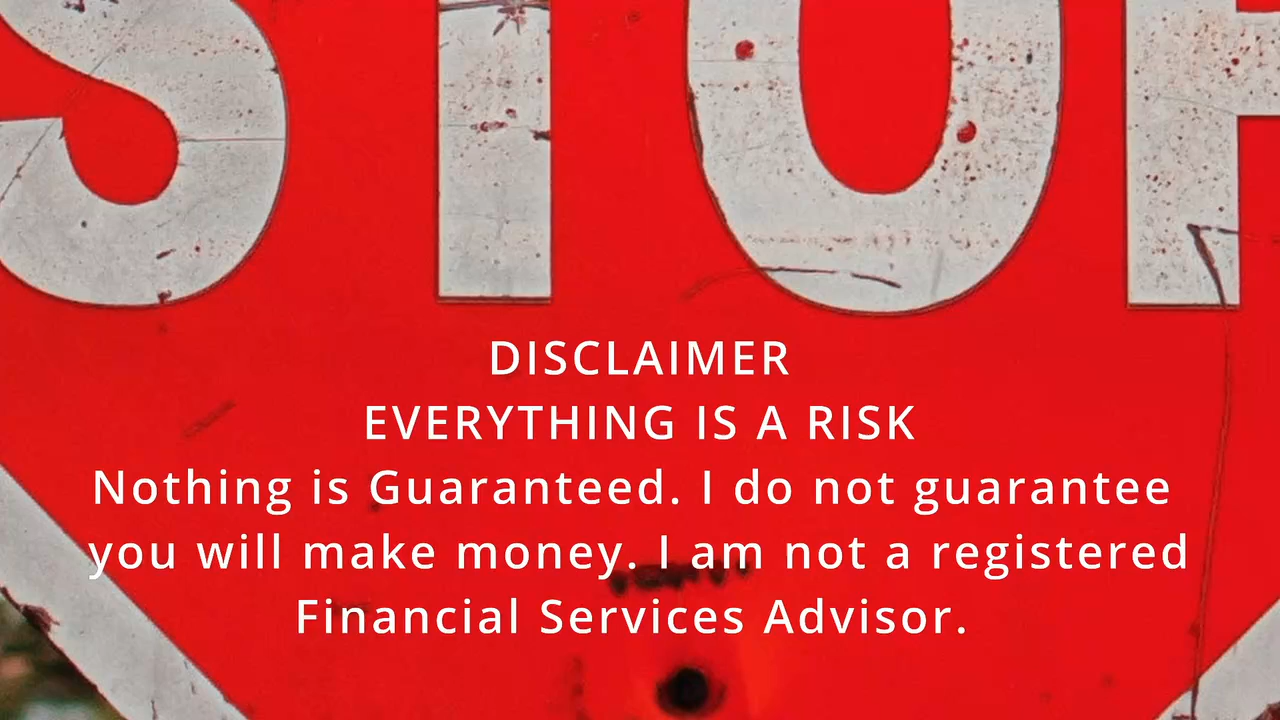 STOP
DISCLAIMER
EVERYTHING IS A RISK
Nothing is Guaranteed. I do not guarantee
you will make money. I am not a registered
Financial Services Advisor.